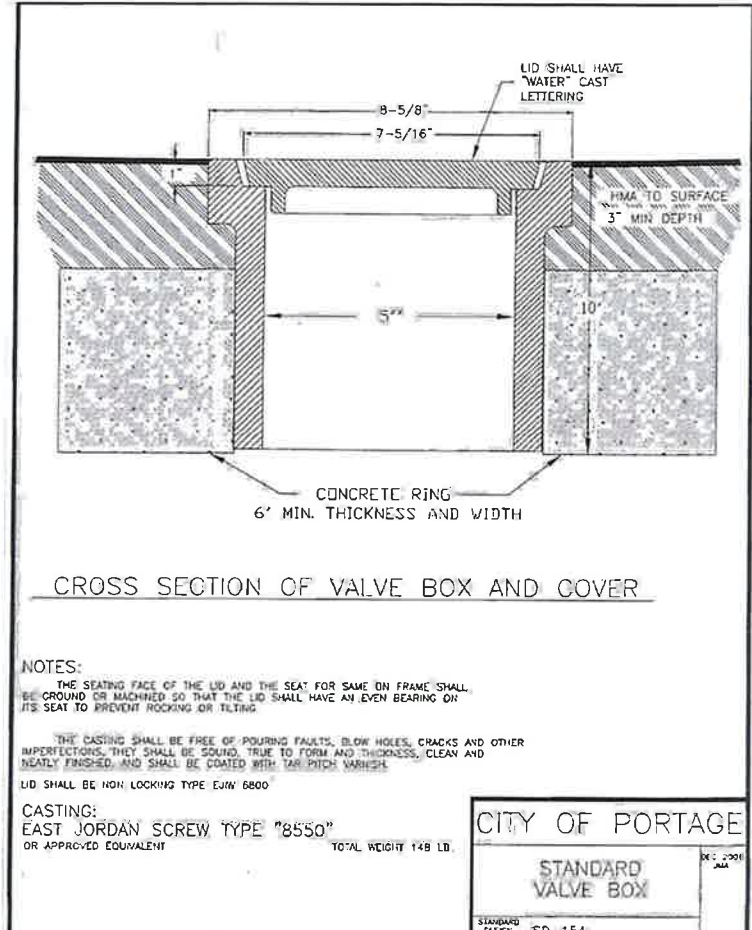 LID SHALL HAVE
"WATER" CAST
LETTERING
8-5/8"
7-5/16"
1"
HMA TO SURFACE
3" MIN DEPTH
5"
10"
CONCRETE RING
6" MIN. THICKNESS AND WIDTH
CROSS SECTION OF VALVE BOX AND COVER
NOTES:
THE SEATING FACE OF THE LID AND THE SEAT FOR SAME ON FRAME SHALL
BE GROUND OR MACHINED SO THAT THE LID SHALL HAVE AN EVEN BEARING ON
ITS SEAT TO PREVENT ROCKING OR TILTING
THE CASTING SHALL BE FREE OF POURING FAULTS, BLOW HOLES, CRACKS AND OTHER
IMPERFECTIONS, THEY SHALL BE SOUND, TRUE TO FORM AND THICKNESS, CLEAN AND
NEATLY FINISHED, AND SHALL BE COATED WITH TAR PITCH VARNISH
LID SHALL BE NON LOCKING TYPE EJIW 6800
CASTING:
EAST JORDAN SCREW TYPE "8550"
OR APPROVED EQUIVALENT
TOTAL WEIGHT 148 LB.
CITY OF PORTAGE
STANDARD
VALVE BOX
DEC 2006
STANDARD